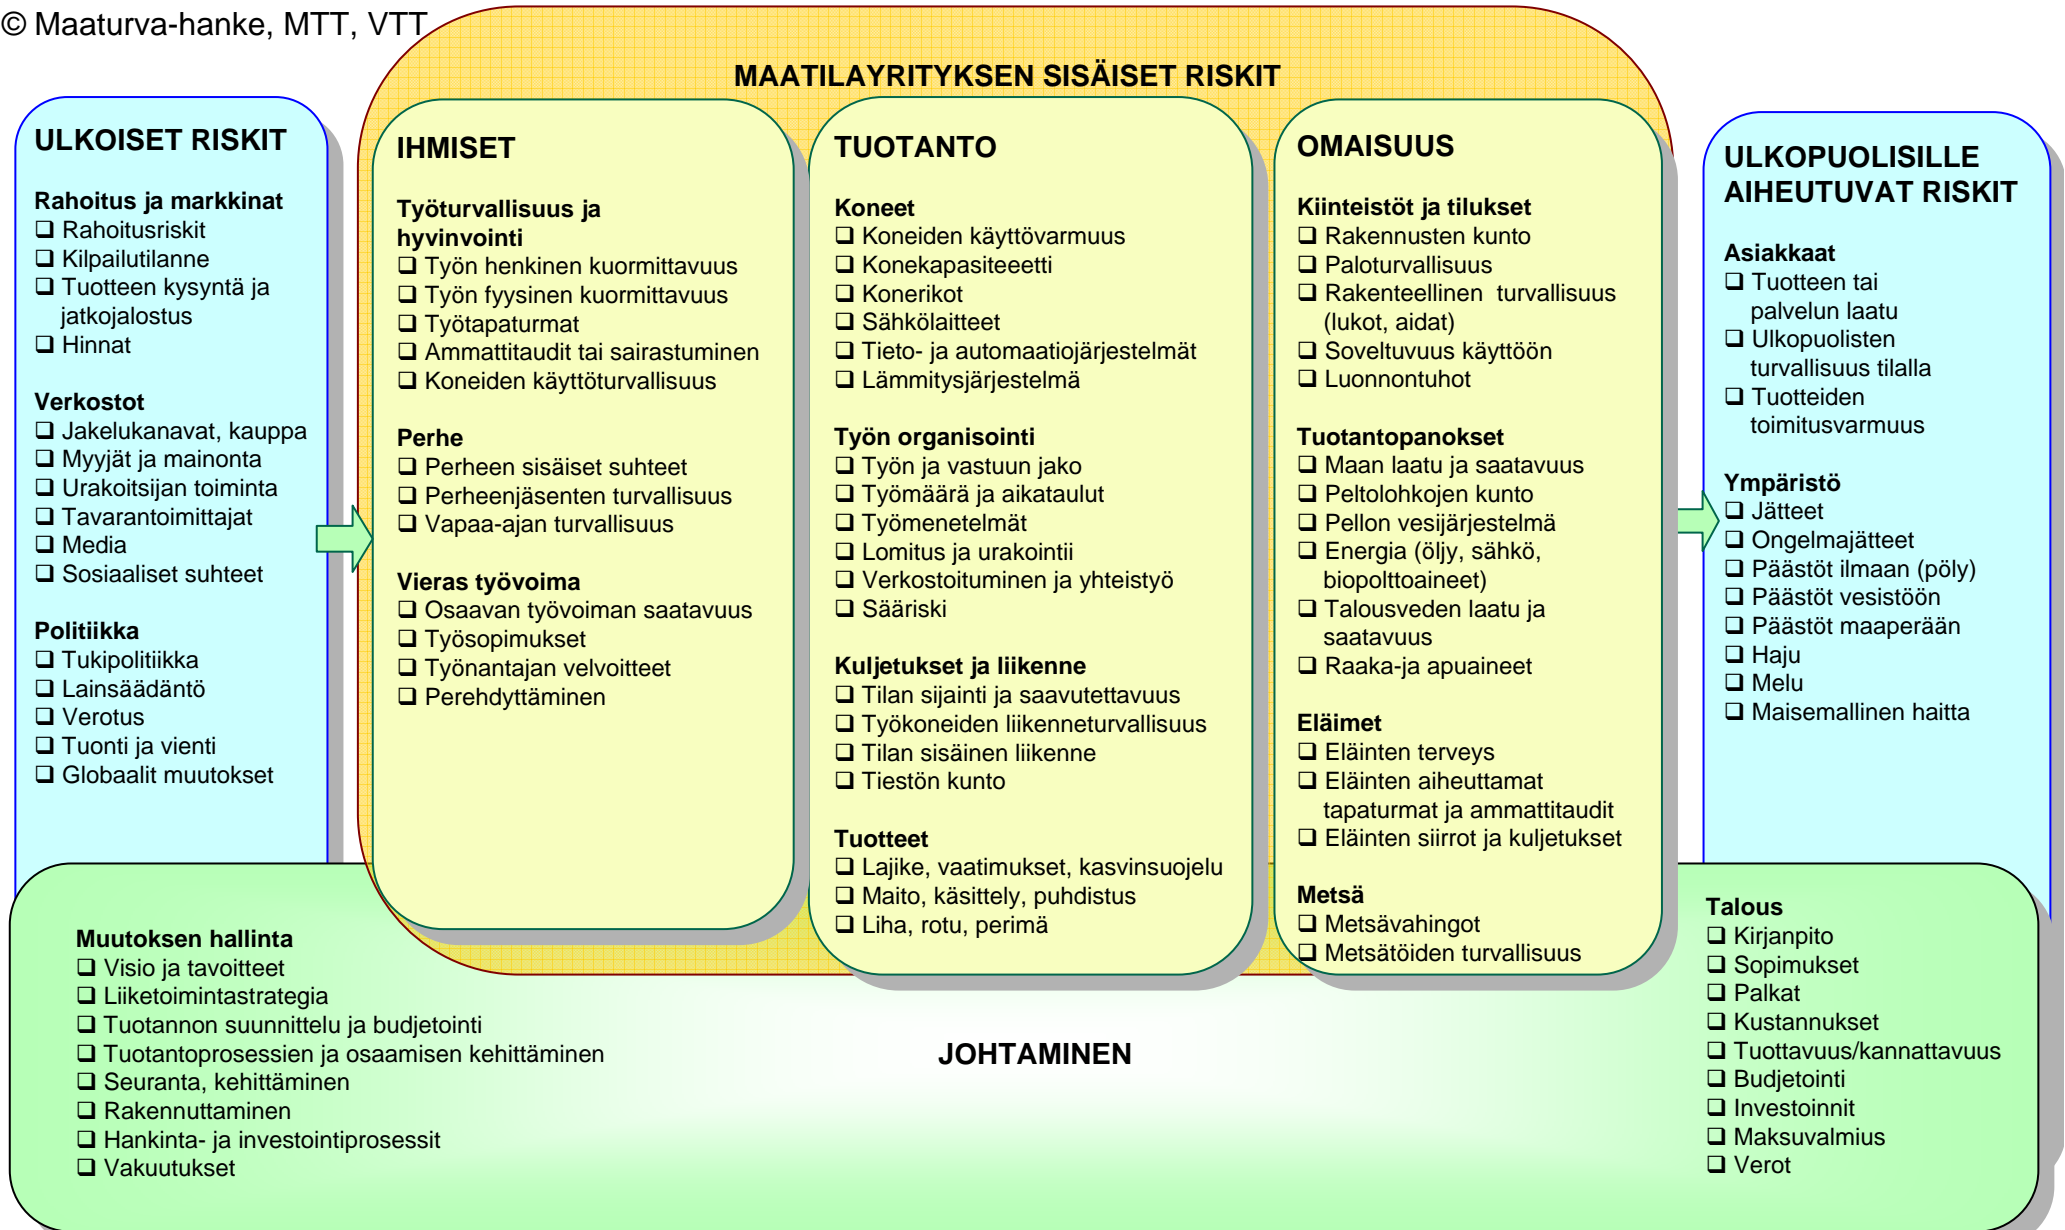 © Maaturva-hanke, MTT, VTT
MAATILAYRITYKSEN SISÄISET RISKIT
ULKOISET RISKIT
Rahoitus ja markkinat
❑ Rahoitusriskit
❑ Kilpailutilanne
❑ Tuotteen kysyntä ja
jatkojalostus
❑ Hinnat
Verkostot
❑ Jakelukanavat, kauppa
❑ Myyjät ja mainonta
❑ Urakoitsijan toiminta
❑ Tavarantoimittajat
❑ Media
❑ Sosiaaliset suhteet
Politiikka
❑ Tukipolitiikka
❑ Lainsäädäntö
❑ Verotus
❑ Tuonti ja vienti
❑ Globaalit muutokset
IHMISET
Työturvallisuus ja
hyvinvointi
❑ Työn henkinen kuormittavuus
❑ Työn fyysinen kuormittavuus
❑ Työtapaturmat
❑ Ammattitaudit tai sairastuminen
❑ Koneiden käyttöturvallisuus
Perhe
❑ Perheen sisäiset suhteet
❑ Perheenjäsenten turvallisuus
❑ Vapaa-ajan turvallisuus
Vieras työvoima
❑ Osaavan työvoiman saatavuus
❑ Työsopimukset
❑ Työnantajan velvoitteet
❑ Perehdyttäminen
TUOTANTO
Koneet
❑ Koneiden käyttövarmuus
❑ Konekapasiteeetti
❑ Konerikot
❑ Sähkölaitteet
❑ Tieto- ja automaatiojärjestelmät
❑ Lämmitysjärjestelmä
Työn organisointi
❑ Työn ja vastuun jako
❑ Työmäärä ja aikataulut
❑ Työmenetelmät
❑ Lomitus ja urakointii
❑ Verkostoituminen ja yhteistyö
❑ Sääriski
Kuljetukset ja liikenne
❑ Tilan sijainti ja saavutettavuus
❑ Työkoneiden liikenneturvallisuus
❑ Tilan sisäinen liikenne
❑ Tiestön kunto
Tuotteet
❑ Lajike, vaatimukset, kasvinsuojelu
❑ Maito, käsittely, puhdistus
❑ Liha, rotu, perimä
OMAISUUS
Kiinteistöt ja tilukset
❑ Rakennusten kunto
❑ Paloturvallisuus
❑ Rakenteellinen turvallisuus
(lukot, aidat)
❑ Soveltuvuus käyttöön
❑ Luonnontuhot
Tuotantopanokset
❑ Maan laatu ja saatavuus
❑ Peltolohkojen kunto
❑ Pellon vesijärjestelmä
❑ Energia (öljy, sähkö,
biopolttoaineet)
❑ Talousveden laatu ja
saatavuus
❑ Raaka-ja apuaineet
Eläimet
❑ Eläinten terveys
❑ Eläinten aiheuttamat
tapaturmat ja ammattitaudit
❑ Eläinten siirrot ja kuljetukset
Metsä
❑ Metsävahingot
❑ Metsätöiden turvallisuus
ULKOPUOLISILLE
AIHEUTUVAT RISKIT
Asiakkaat
❑ Tuotteen tai
palvelun laatu
❑ Ulkopuolisten
turvallisuus tilalla
❑ Tuotteiden
toimitusvarmuus
Ympäristö
❑ Jätteet
❑ Ongelmajätteet
❑ Päästöt ilmaan (pöly)
❑ Päästöt vesistöön
❑ Päästöt maaperään
❑ Haju
❑ Melu
❑ Maisemallinen haitta
Muutoksen hallinta
❑ Visio ja tavoitteet
❑ Liiketoimintastrategia
❑ Tuotannon suunnittelu ja budjetointi
❑ Tuotantoprosessien ja osaamisen kehittäminen
❑ Seuranta, kehittäminen
❑ Rakennuttaminen
❑ Hankinta- ja investointiprosessit
❑ Vakuutukset
JOHTAMINEN
Talous
❑ Kirjanpito
❑ Sopimukset
❑ Palkat
❑ Kustannukset
❑ Tuottavuus/kannattavuus
❑ Budjetointi
❑ Investoinnit
❑ Maksuvalmius
❑ Verot